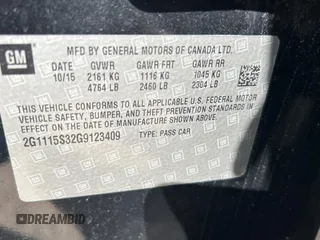 GM
MFD BY GENERAL MOTORS OF CANADA LTD.
10/15 GVWR GAWR FRT GAWR RR
2161 KG 1116 KG 1045 KG
4764 LB 2460 LB 2304 LB
THIS VEHICLE CONFORMS TO ALL APPLICABLE U.S. FEDERAL MOTOR
VEHICLE SAFETY, BUMPER, AND THEFT PREVENTION STANDARDS
IN EFFECT ON THE DATE OF MANUFACTURE SHOWN ABOVE.
2G1115S32G9123409 TYPE: PASS CAR
DREAMBID.COM